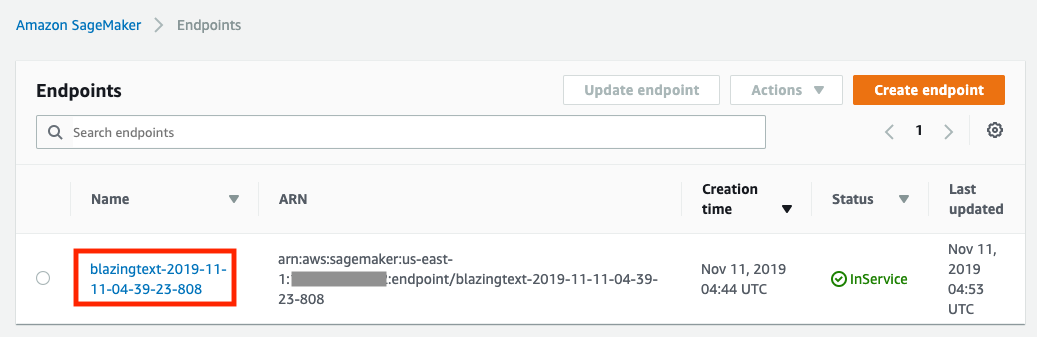 Amazon SageMaker > Endpoints
Endpoints
Update endpoint
Actions
Create endpoint
Search endpoints
1
Name
ARN
Creation
time
Status
Last
updated
blazingtext-2019-11-
11-04-39-23-808
arn:aws:sagemaker:us-east-
1: :endpoint/blazingtext-2019-11-11-04-39-
23-808
Nov 11, 2019
04:44 UTC
InService
Nov 11,
2019
04:53
UTC